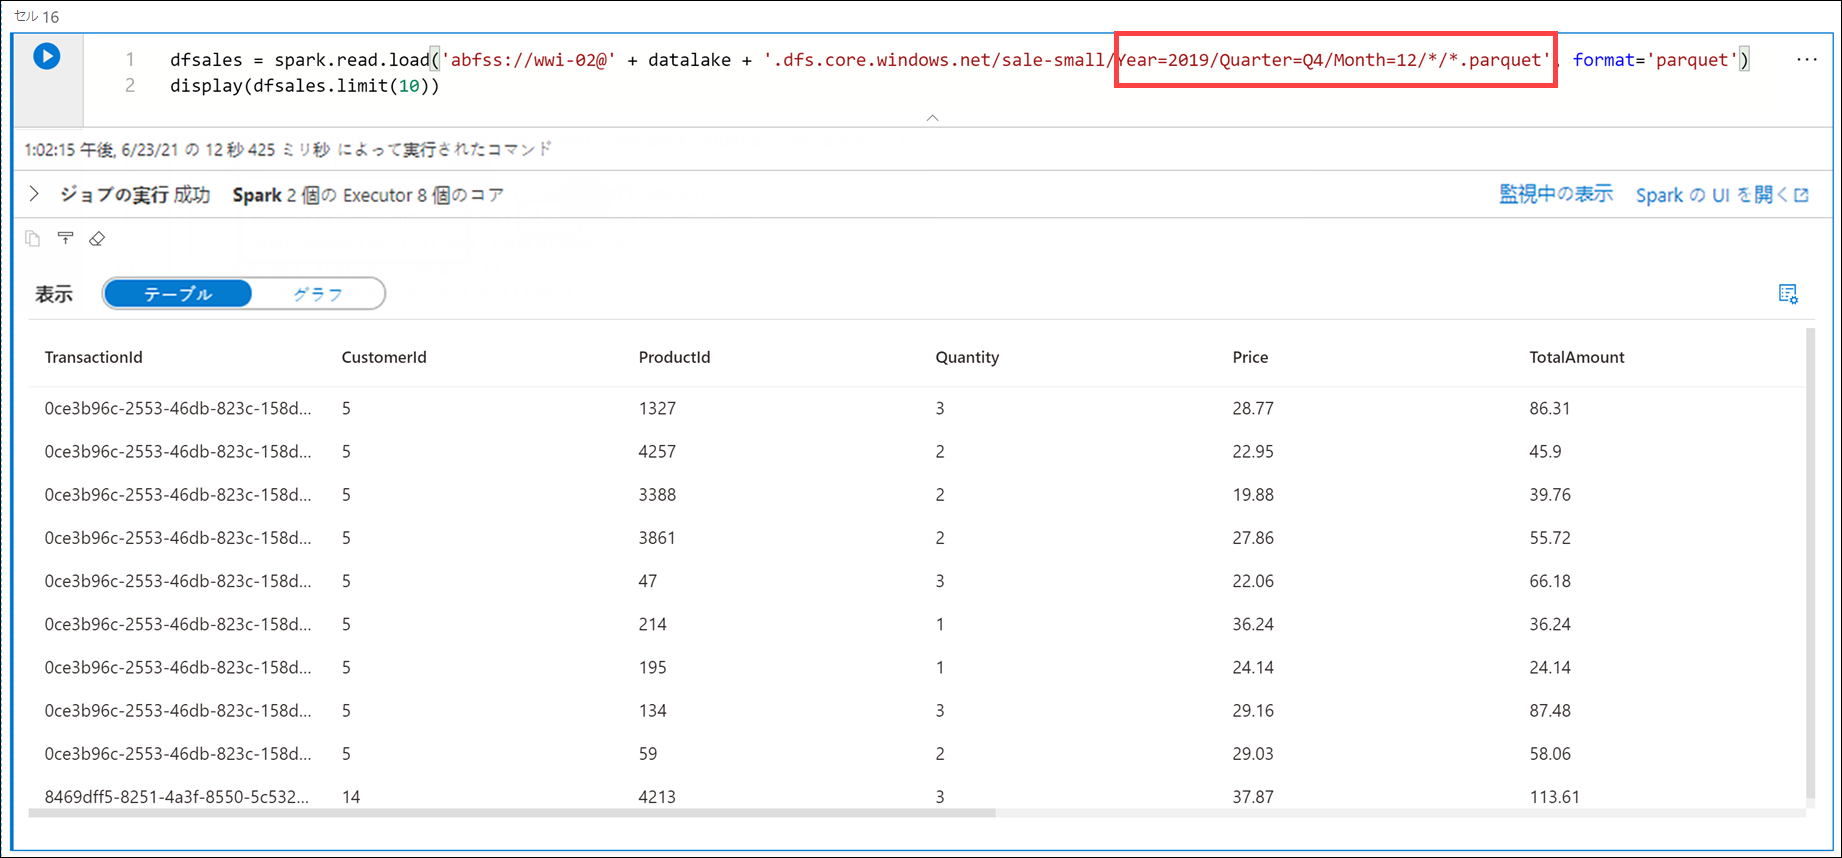 セル 16
1 dfsales = spark.read.load('abfss://wwi-02@' + datalake + '.dfs.core.windows.net/sale-small/Year=2019/Quarter=Q4/Month=12/*/*.parquet', format='parquet') ···
2 display(dfsales.limit(10))
1:02:15 午後, 6/23/21 の 12 秒 425 ミリ秒 によって実行されたコマンド
ジョブの実行 成功 Spark 2 個の Executor 8 個のコア 監視中の表示 Spark の UI を開く
表示 テーブル グラフ
TransactionId CustomerId ProductId Quantity Price TotalAmount
0ce3b96c-2553-46db-823c-158d... 5 1327 3 28.77 86.31
0ce3b96c-2553-46db-823c-158d... 5 4257 2 22.95 45.9
0ce3b96c-2553-46db-823c-158d... 5 3388 2 19.88 39.76
0ce3b96c-2553-46db-823c-158d... 5 3861 2 27.86 55.72
0ce3b96c-2553-46db-823c-158d... 5 47 3 22.06 66.18
0ce3b96c-2553-46db-823c-158d... 5 214 1 36.24 36.24
0ce3b96c-2553-46db-823c-158d... 5 195 1 24.14 24.14
0ce3b96c-2553-46db-823c-158d... 5 134 3 29.16 87.48
0ce3b96c-2553-46db-823c-158d... 5 59 2 29.03 58.06
8469dff5-8251-4a3f-8550-5c532... 14 4213 3 37.87 113.61